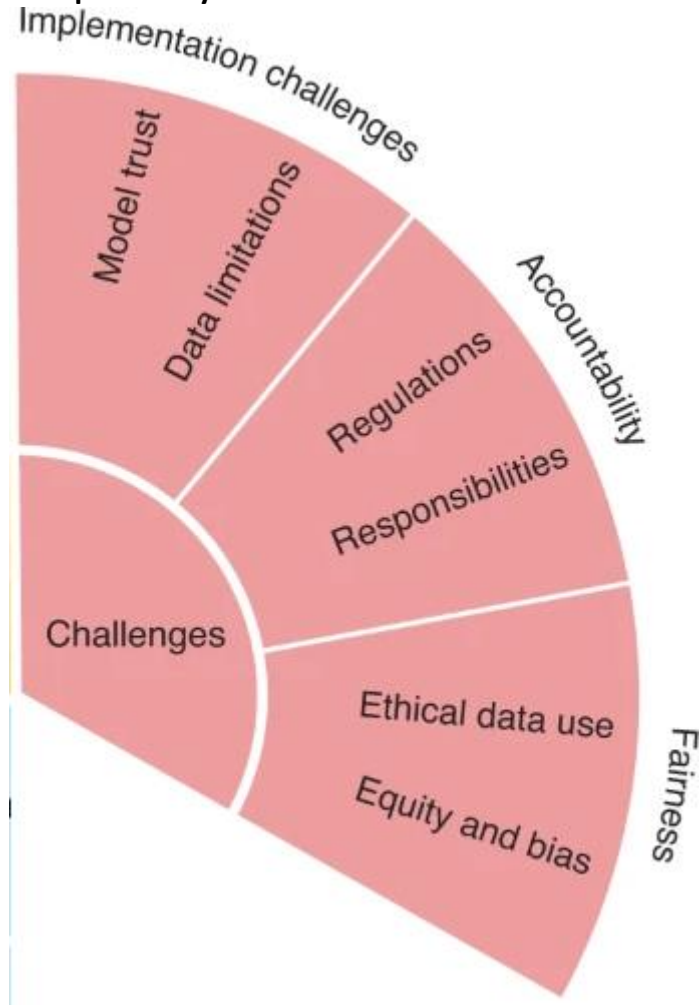 Implementation challenges
Model trust
Data limitations
Accountability
Regulations
Responsibilities
Challenges
Fairness
Ethical data use
Equity and bias